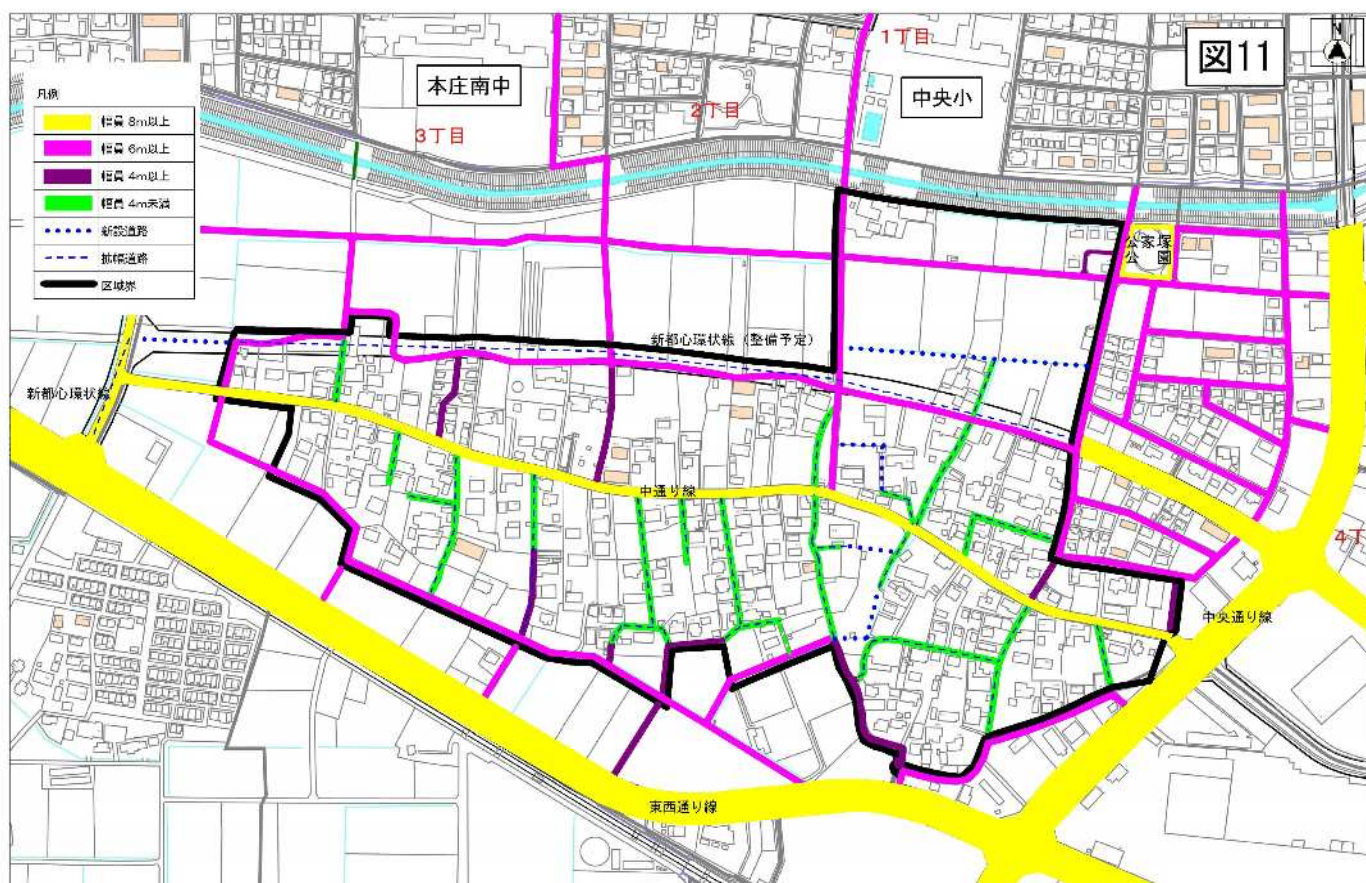 1丁目
N
図11
本庄南中
中央小
凡例
幅員 8m以上
2丁目
幅員 6m以上
3丁目
幅員 4m以上
幅員 4m未満
新設道路
公家塚
公園
拡幅道路
区域界
新都心環状線（整備予定）
新都心環状線
中通り線
4丁
中央通り線
東西通り線